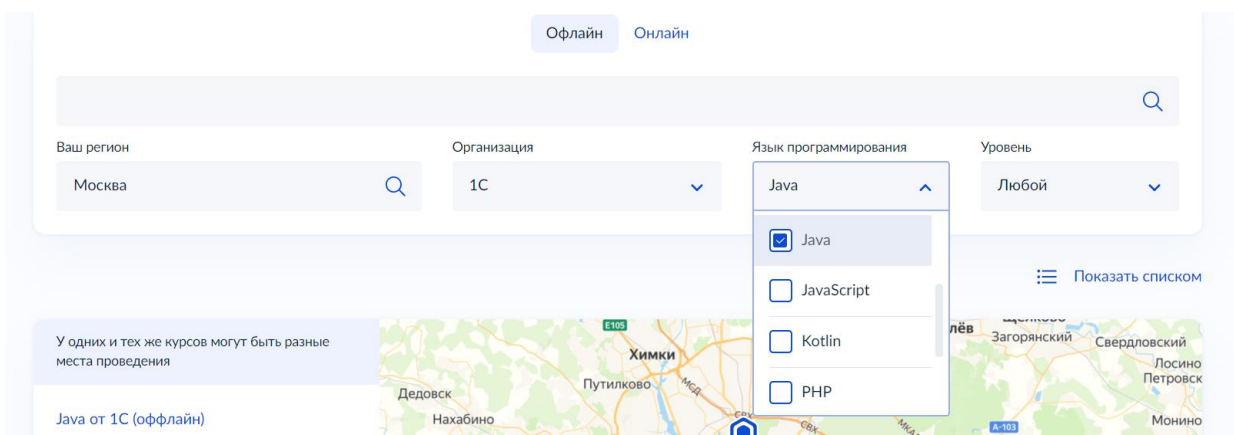 Офлайн Онлайн
Ваш регион Организация Язык программирования Уровень
Москва 1С Java Любой
Java
JavaScript
Kotlin
PHP
Показать списком
У одних и тех же курсов могут быть разные
места проведения
Java от 1С (оффлайн)
E105
Химки
Путилково
МКАД
Дедовск
Нахабино
Загорянский
Свердловский
Лосино
Петровск
A-103
Монино